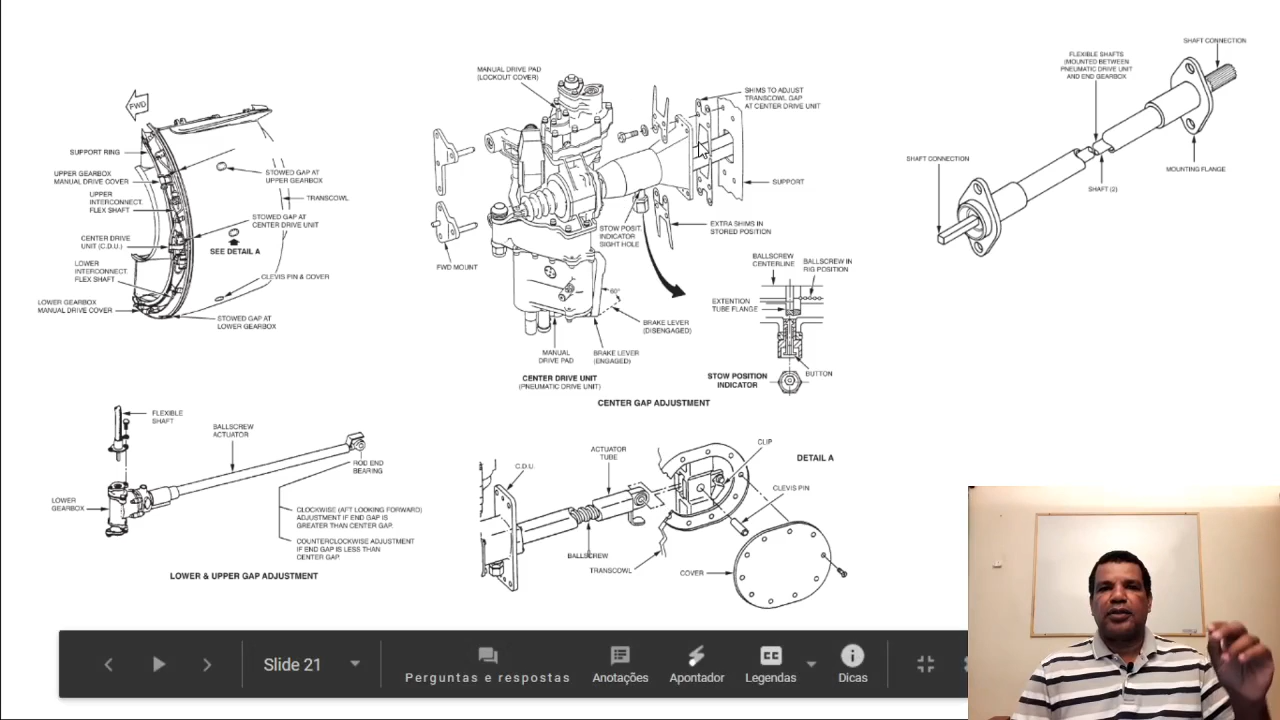 FWD
SUPPORT RING
UPPER GEARBOX
MANUAL DRIVE COVER
UPPER
INTERCONNECT.
FLEX SHAFT
CENTER DRIVE
UNIT (C.D.U.)
LOWER
INTERCONNECT.
FLEX SHAFT
LOWER GEARBOX
MANUAL DRIVE COVER
STOWED GAP AT
UPPER GEARBOX
TRANSCOWL
STOWED GAP AT
CENTER DRIVE UNIT
SEE DETAIL A
CLEVIS PIN & COVER
STOWED GAP AT
LOWER GEARBOX
MANUAL DRIVE PAD
(LOCKOUT COVER)
SHIMS TO ADJUST
TRANSCOWL GAP
AT CENTER DRIVE UNIT
SUPPORT
EXTRA SHIMS IN
STORED POSITION
STOW POSIT.
INDICATOR
SIGHT HOLE
FWD MOUNT
60°
BRAKE LEVER
(DISENGAGED)
MANUAL
DRIVE PAD
BRAKE LEVER
(ENGAGED)
CENTER DRIVE UNIT
(PNEUMATIC DRIVE UNIT)
BALLSCREW
CENTERLINE
BALLSCREW IN
RIG POSITION
EXTENTION
TUBE FLANGE
BUTTON
STOW POSITION
INDICATOR
CENTER GAP ADJUSTMENT
SHAFT CONNECTION
FLEXIBLE SHAFTS
(MOUNTED BETWEEN
PNEUMATIC DRIVE UNIT
AND END GEARBOX
SHAFT CONNECTION
MOUNTING FLANGE
SHAFT (2)
FLEXIBLE
SHAFT
BALLSCREW
ACTUATOR
ROD END
BEARING
LOWER
GEARBOX
CLOCKWISE (AFT LOOKING FORWARD)
ADJUSTMENT IF END GAP IS
GREATER THAN CENTER GAP.
COUNTERCLOCKWISE ADJUSTMENT
IF END GAP IS LESS THAN
CENTER GAP.
LOWER & UPPER GAP ADJUSTMENT
C.D.U.
ACTUATOR
TUBE
CLIP
DETAIL A
CLEVIS PIN
BALLSCREW
TRANSCOWL
COVER
Slide 21
Perguntas e respostas
Anotações
Apontador
CC
Legendas
Dicas